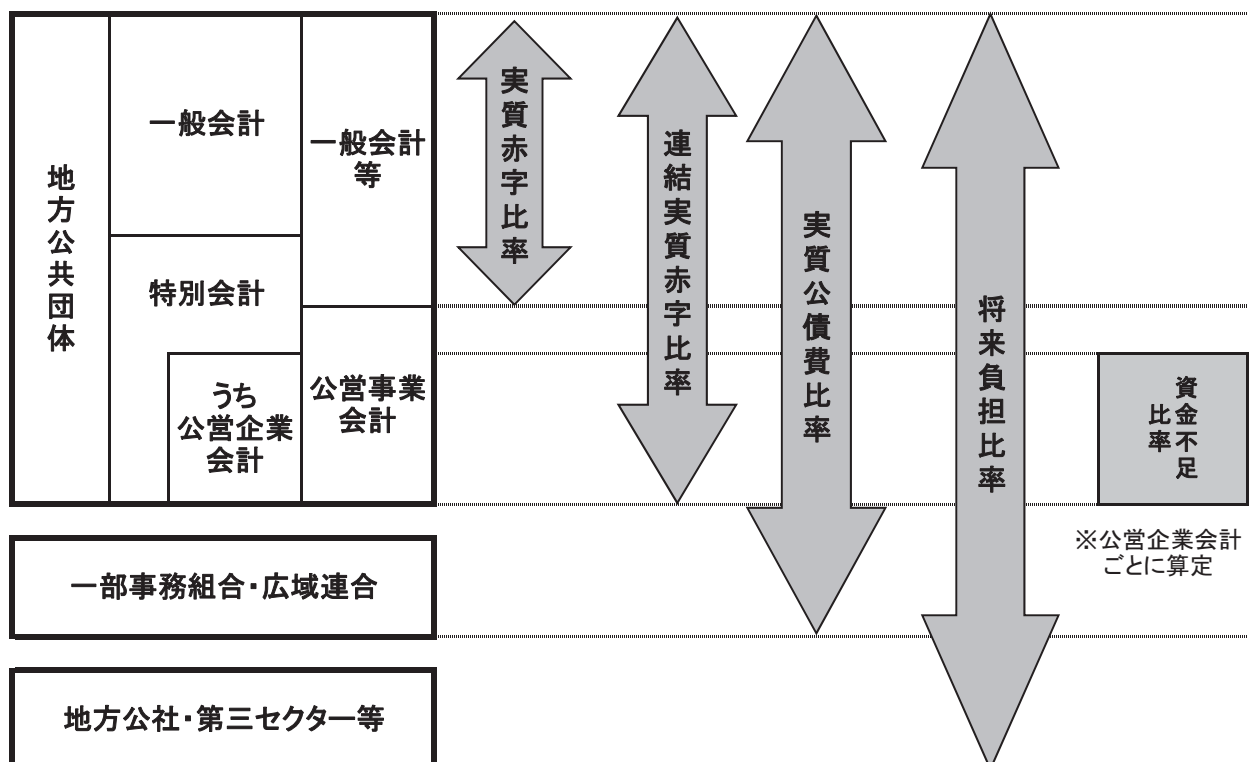 地方公共団体
一般会計
特別会計
うち
公営企業
会計
一般会計
等
公営事業
会計
実質赤字比率
連結実質赤字比率
実質公債費比率
将来負担比率
資金不足
比率
※公営企業会計
ごとに算定
一部事務組合・広域連合
地方公社・第三セクター等